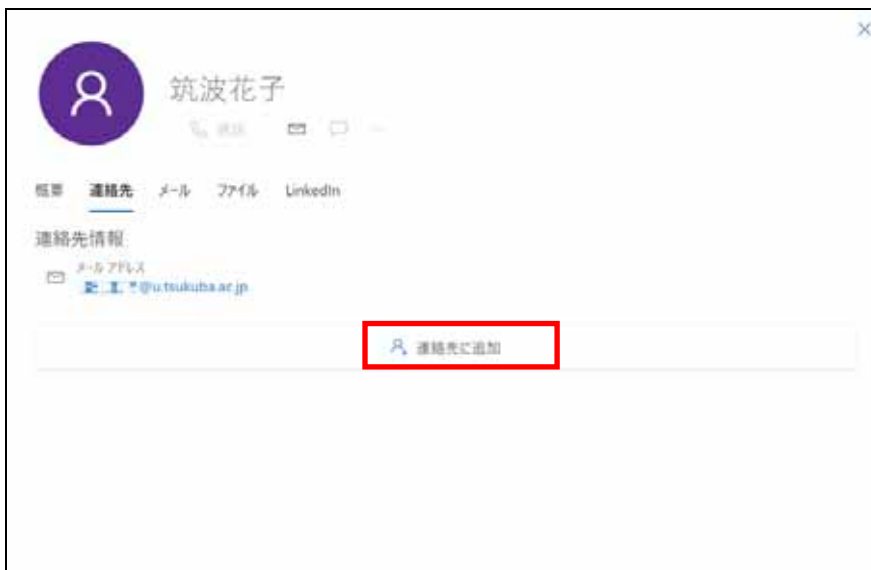 筑波花子
概要 連絡先 メール ファイル LinkedIn
連絡先情報
メール アドレス
@u.tsukuba.ac.jp
連絡先に追加